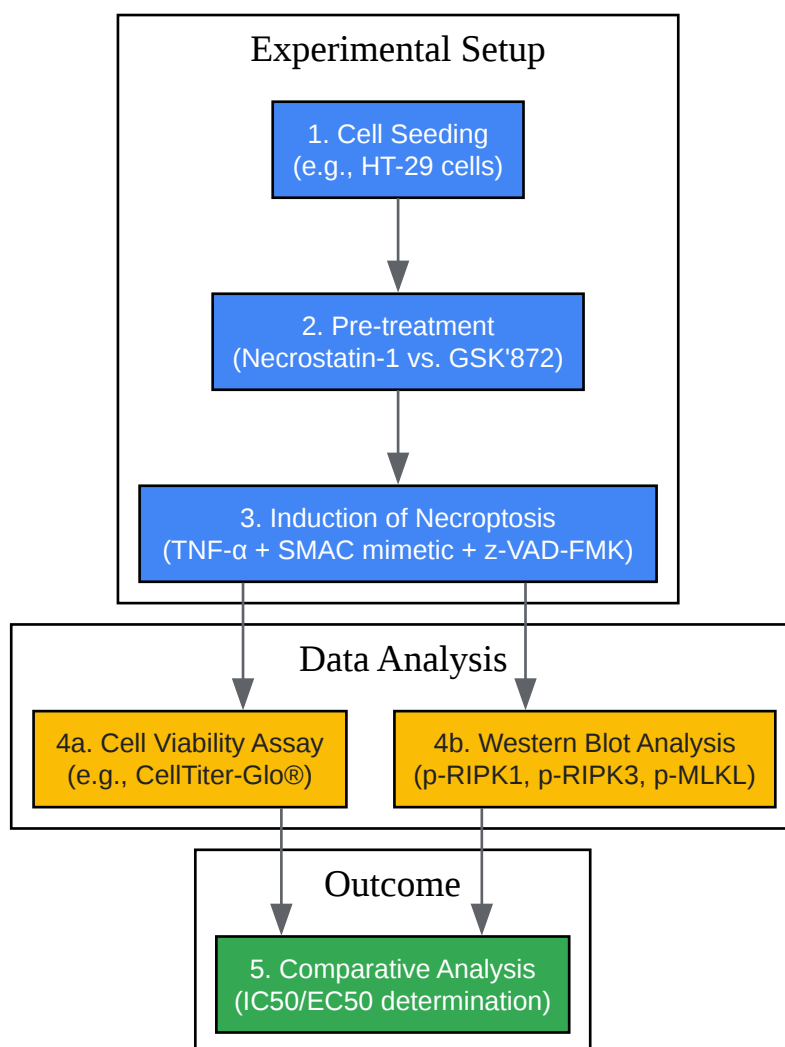 Experimental Setup
1. Cell Seeding
(e.g., HT-29 cells)
2. Pre-treatment
(Necrostatin-1 vs. GSK'872)
3. Induction of Necroptosis
(TNF-α + SMAC mimetic + z-VAD-FMK)
Data Analysis
4a. Cell Viability Assay
(e.g., CellTiter-Glo®)
4b. Western Blot Analysis
(p-RIPK1, p-RIPK3, p-MLKL)
Outcome
5. Comparative Analysis
(IC50/EC50 determination)